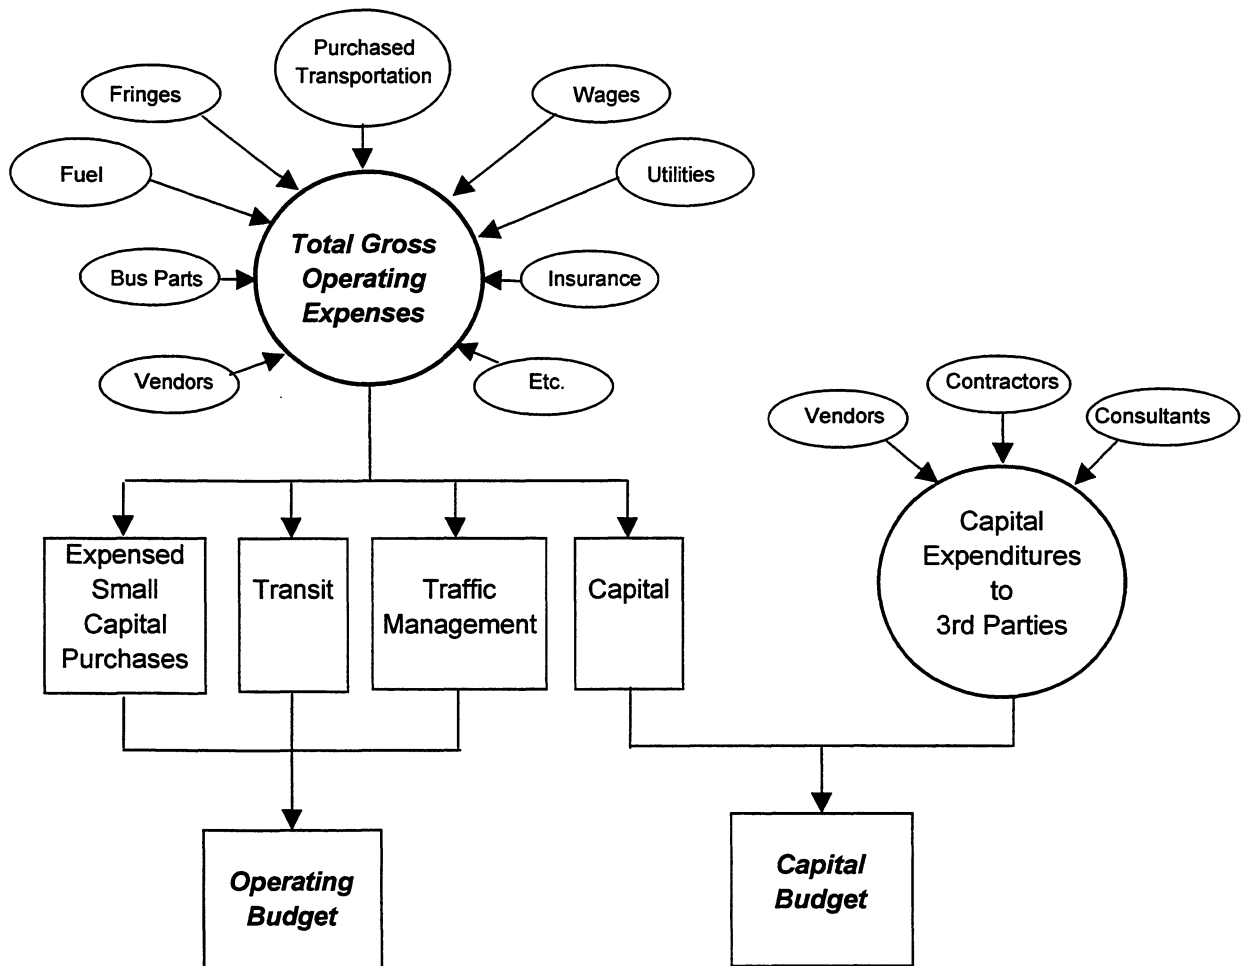 Purchased
Transportation
Fringes
Wages
Fuel
Utilities
Total Gross
Operating
Expenses
Bus Parts
Insurance
Vendors
Etc.
Contractors
Vendors
Consultants
Capital
Expenditures
to
3rd Parties
Expensed
Small
Capital
Purchases
Transit
Traffic
Management
Capital
Operating
Budget
Capital
Budget